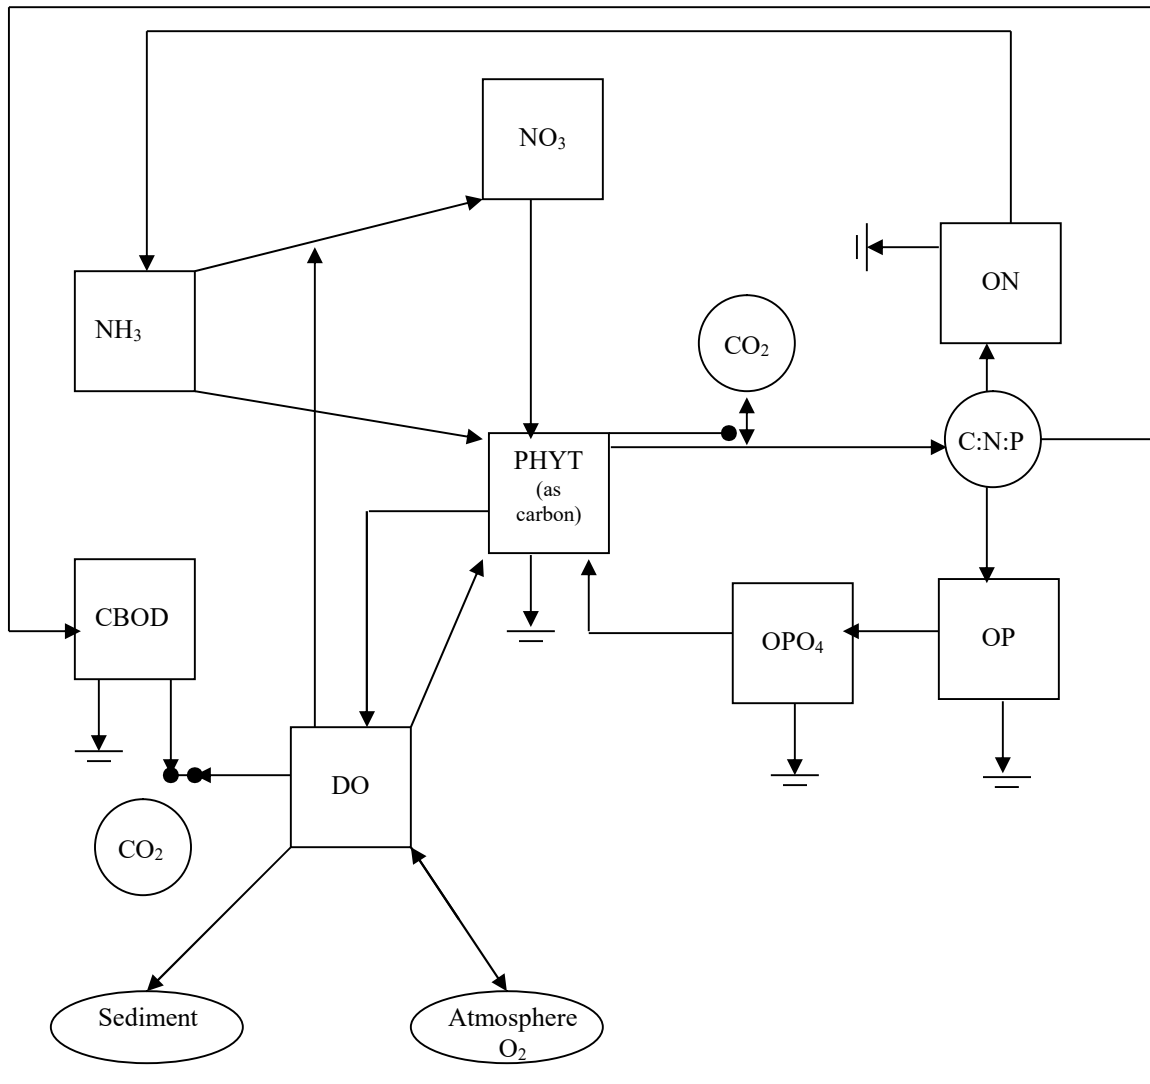 NO₃
ON
NH₃
CO₂
C:N:P
PHYT
(as
carbon)
CBOD
OPO₄
OP
DO
CO₂
Sediment
Atmosphere
O₂